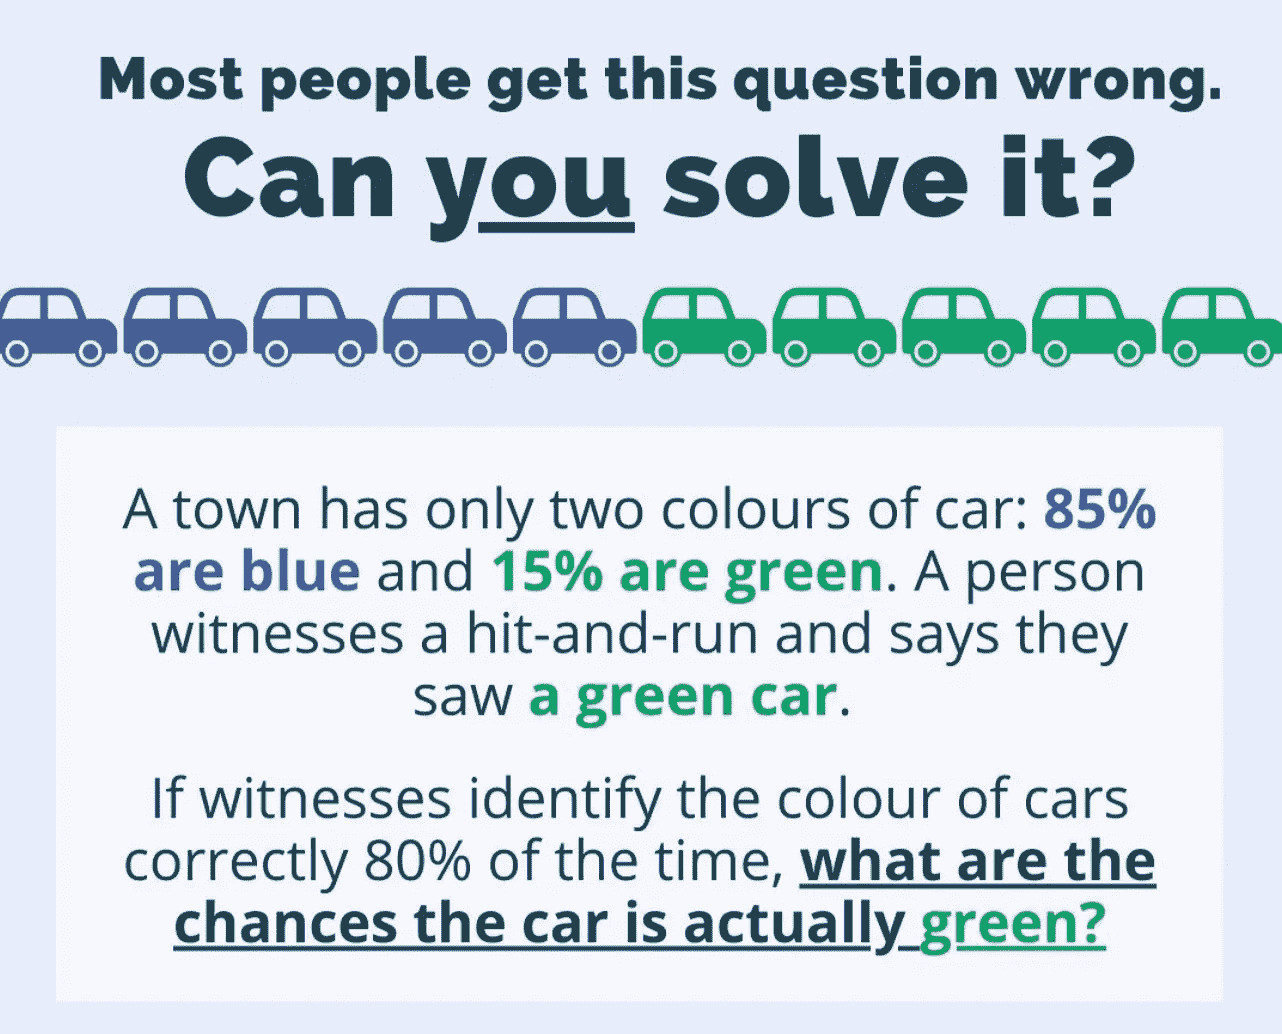 Most people get this question wrong.
Can you solve it?
A town has only two colours of car: 85%
are blue and 15% are green. A person
witnesses a hit-and-run and says they
saw a green car.
If witnesses identify the colour of cars
correctly 80% of the time, what are the
chances the car is actually green?